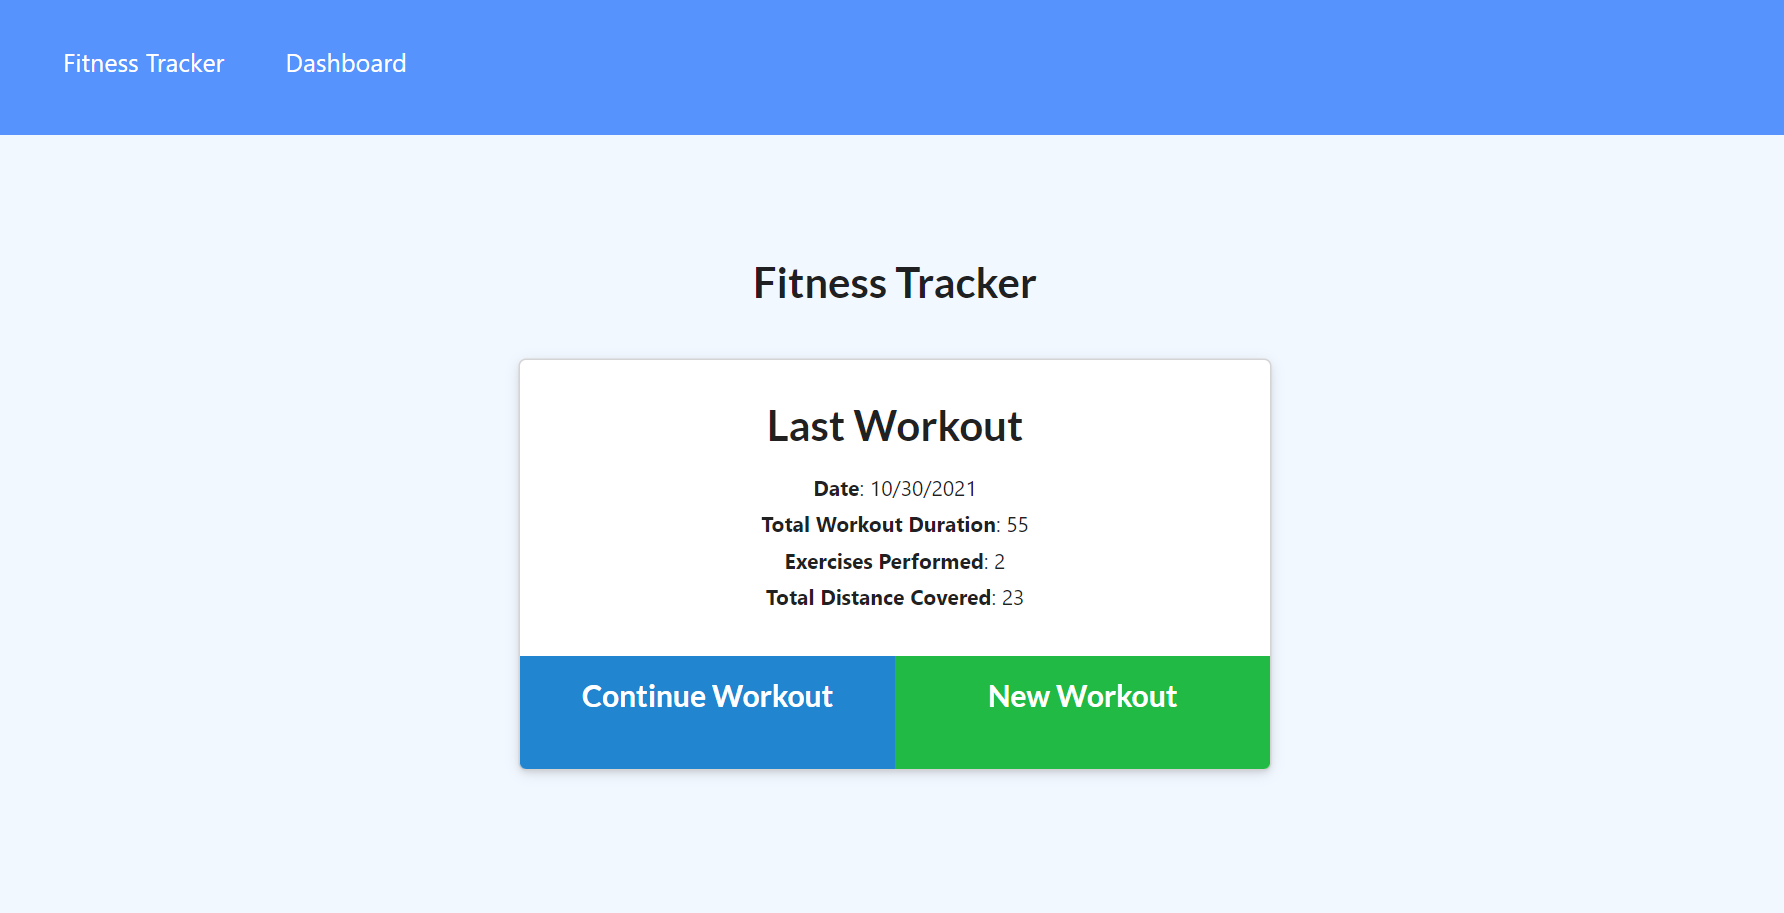 Fitness Tracker Dashboard
Fitness Tracker
Last Workout
Date: 10/30/2021
Total Workout Duration: 55
Exercises Performed: 2
Total Distance Covered: 23
Continue Workout New Workout